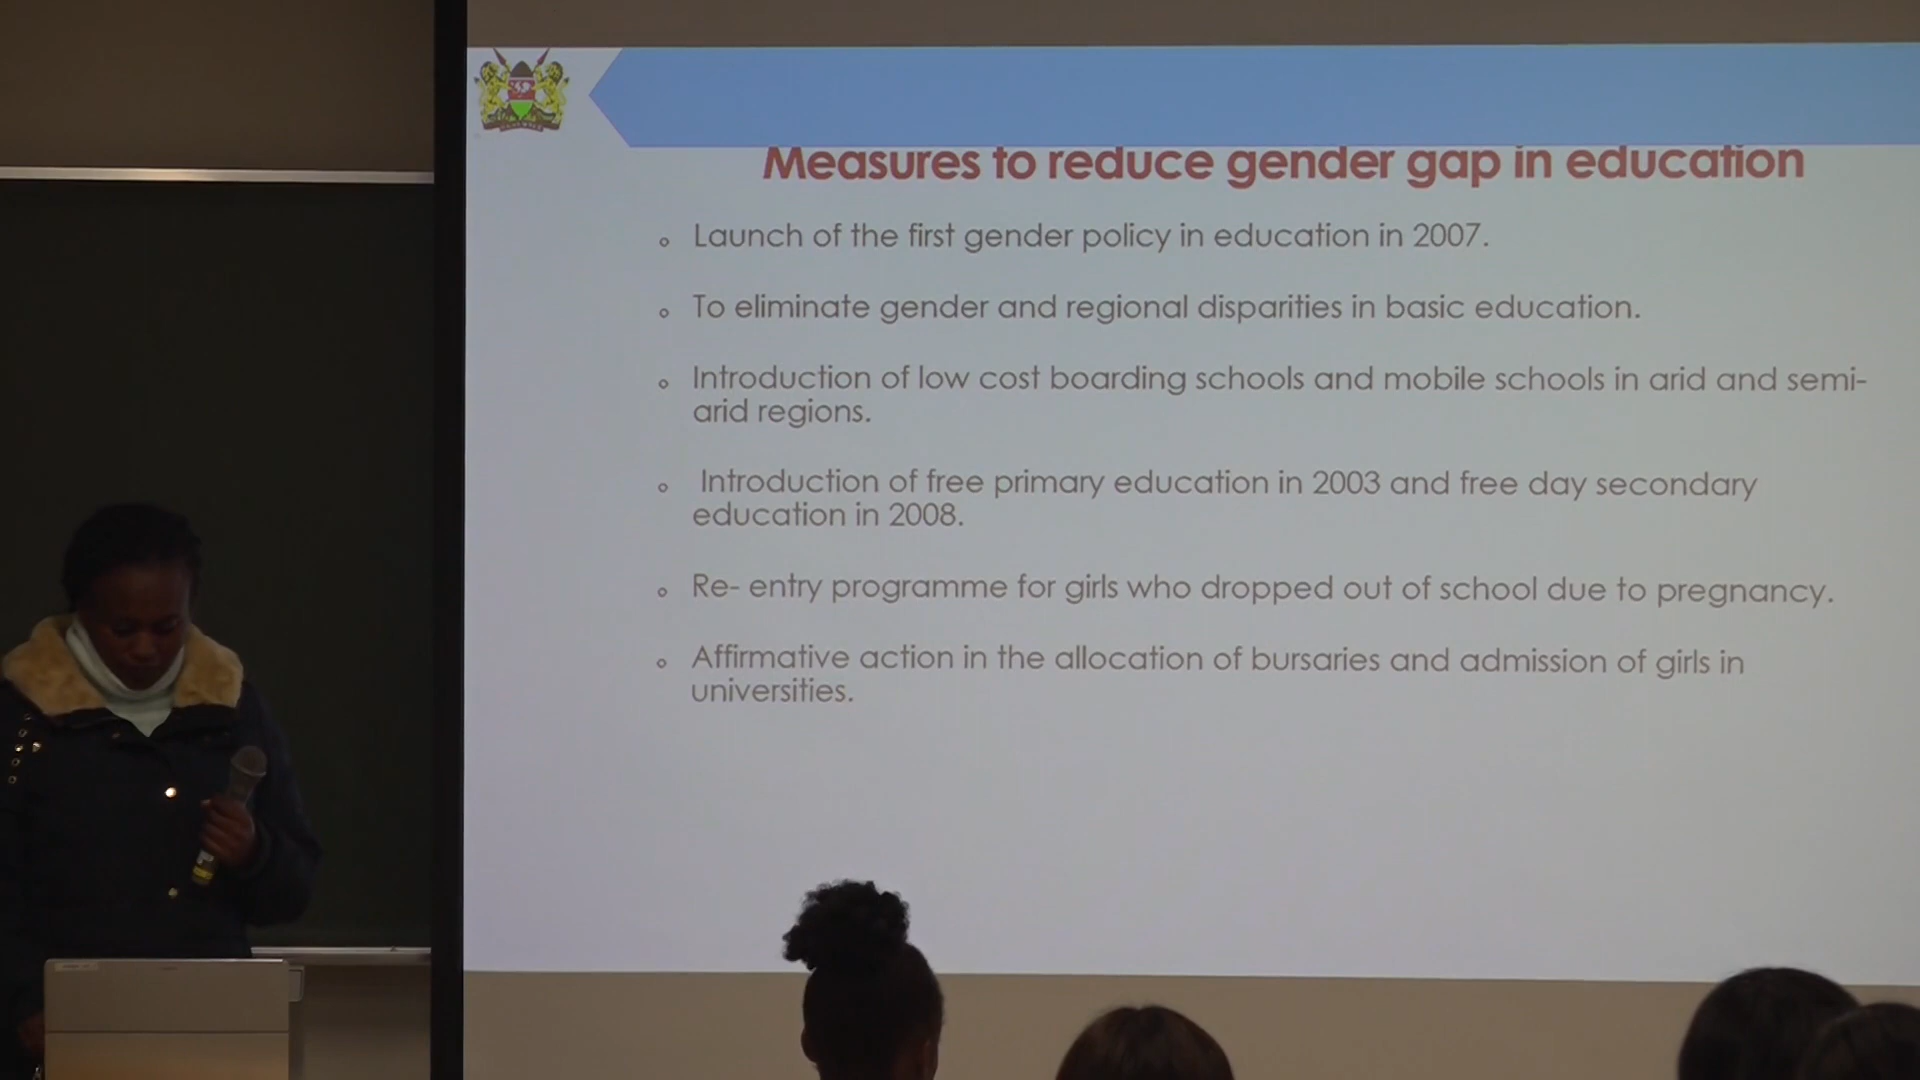 Measures to reduce gender gap in education
Launch of the first gender policy in education in 2007.
To eliminate gender and regional disparities in basic education.
Introduction of low cost boarding schools and mobile schools in arid and semi-
arid regions.
Introduction of free primary education in 2003 and free day secondary
education in 2008.
Re- entry programme for girls who dropped out of school due to pregnancy.
Affirmative action in the allocation of bursaries and admission of girls in
universities.